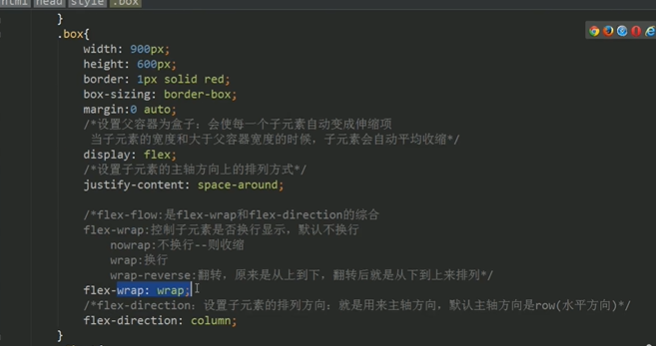 html head style .box
}
.box{
width: 900px;
height: 600px;
border: 1px solid red;
box-sizing: border-box;
margin:0 auto;
/*设置父容器为盒子：会使每一个子元素自动变成伸缩项
当子元素的宽度和大于父容器宽度的时候，子元素会自动平均收缩*/
display: flex;
/*设置子元素的主轴方向上的排列方式*/
justify-content: space-around;
/*flex-flow:是flex-wrap和flex-direction的综合
flex-wrap:控制子元素是否换行显示，默认不换行
nowrap:不换行--则收缩
wrap:换行
wrap-reverse:翻转，原来是从上到下，翻转后就是从下到上来排列*/
flex-wrap: wrap;
/*flex-direction：设置子元素的排列方向：就是用来主轴方向，默认主轴方向是row(水平方向)*/
flex-direction: column;
}